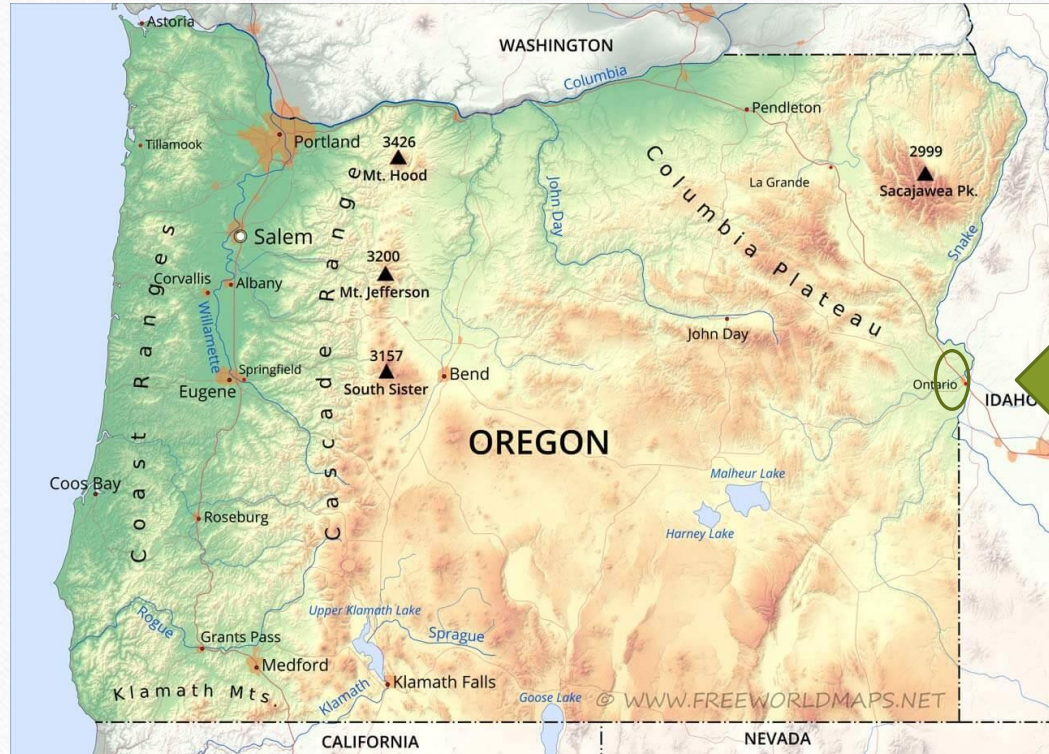 Astoria
WASHINGTON
Columbia
Pendleton
Portland
Tillamook
3426
Mt. Hood
2999
Sacajawea Pk.
La Grande
John Day
Columbia Plateau
Snake
Salem
Coast Ranges
Cascade Range
3200
Mt. Jefferson
Corvallis
Albany
Willamette
John Day
3157
South Sister
Springfield
Eugene
Bend
Ontario
IDAHO
OREGON
Coos Bay
Roseburg
Malheur Lake
Harney Lake
Upper Klamath Lake
Rogue
Grants Pass
Sprague
Medford
Klamath Mts.
Klamath
Klamath Falls
Goose Lake
© WWW.FREEWORLDMAPS.NET
CALIFORNIA
NEVADA